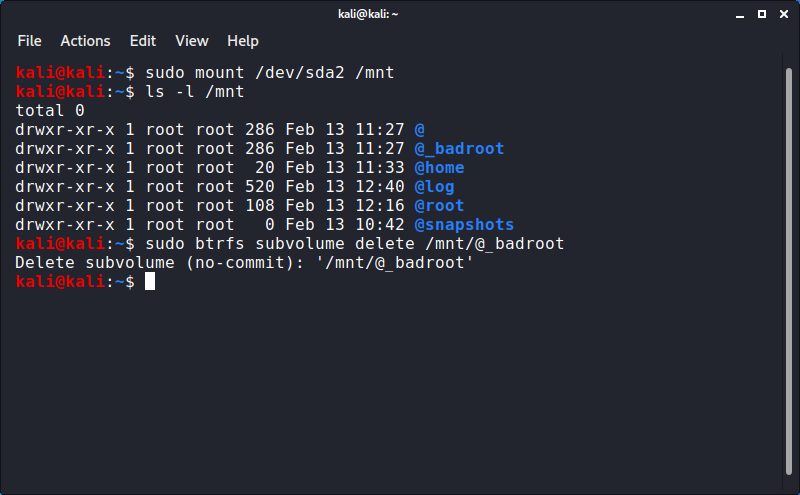 kali@kali: ~
File Actions Edit View Help
kali@kali:~$ sudo mount /dev/sda2 /mnt
kali@kali:~$ ls -l /mnt
total 0
drwxr-xr-x 1 root root 286 Feb 13 11:27 @
drwxr-xr-x 1 root root 286 Feb 13 11:27 @_badroot
drwxr-xr-x 1 root root  20 Feb 13 11:33 @home
drwxr-xr-x 1 root root 520 Feb 13 12:40 @log
drwxr-xr-x 1 root root 108 Feb 13 12:16 @root
drwxr-xr-x 1 root root   0 Feb 13 10:42 @snapshots
kali@kali:~$ sudo btrfs subvolume delete /mnt/@_badroot
Delete subvolume (no-commit): '/mnt/@_badroot'
kali@kali:~$